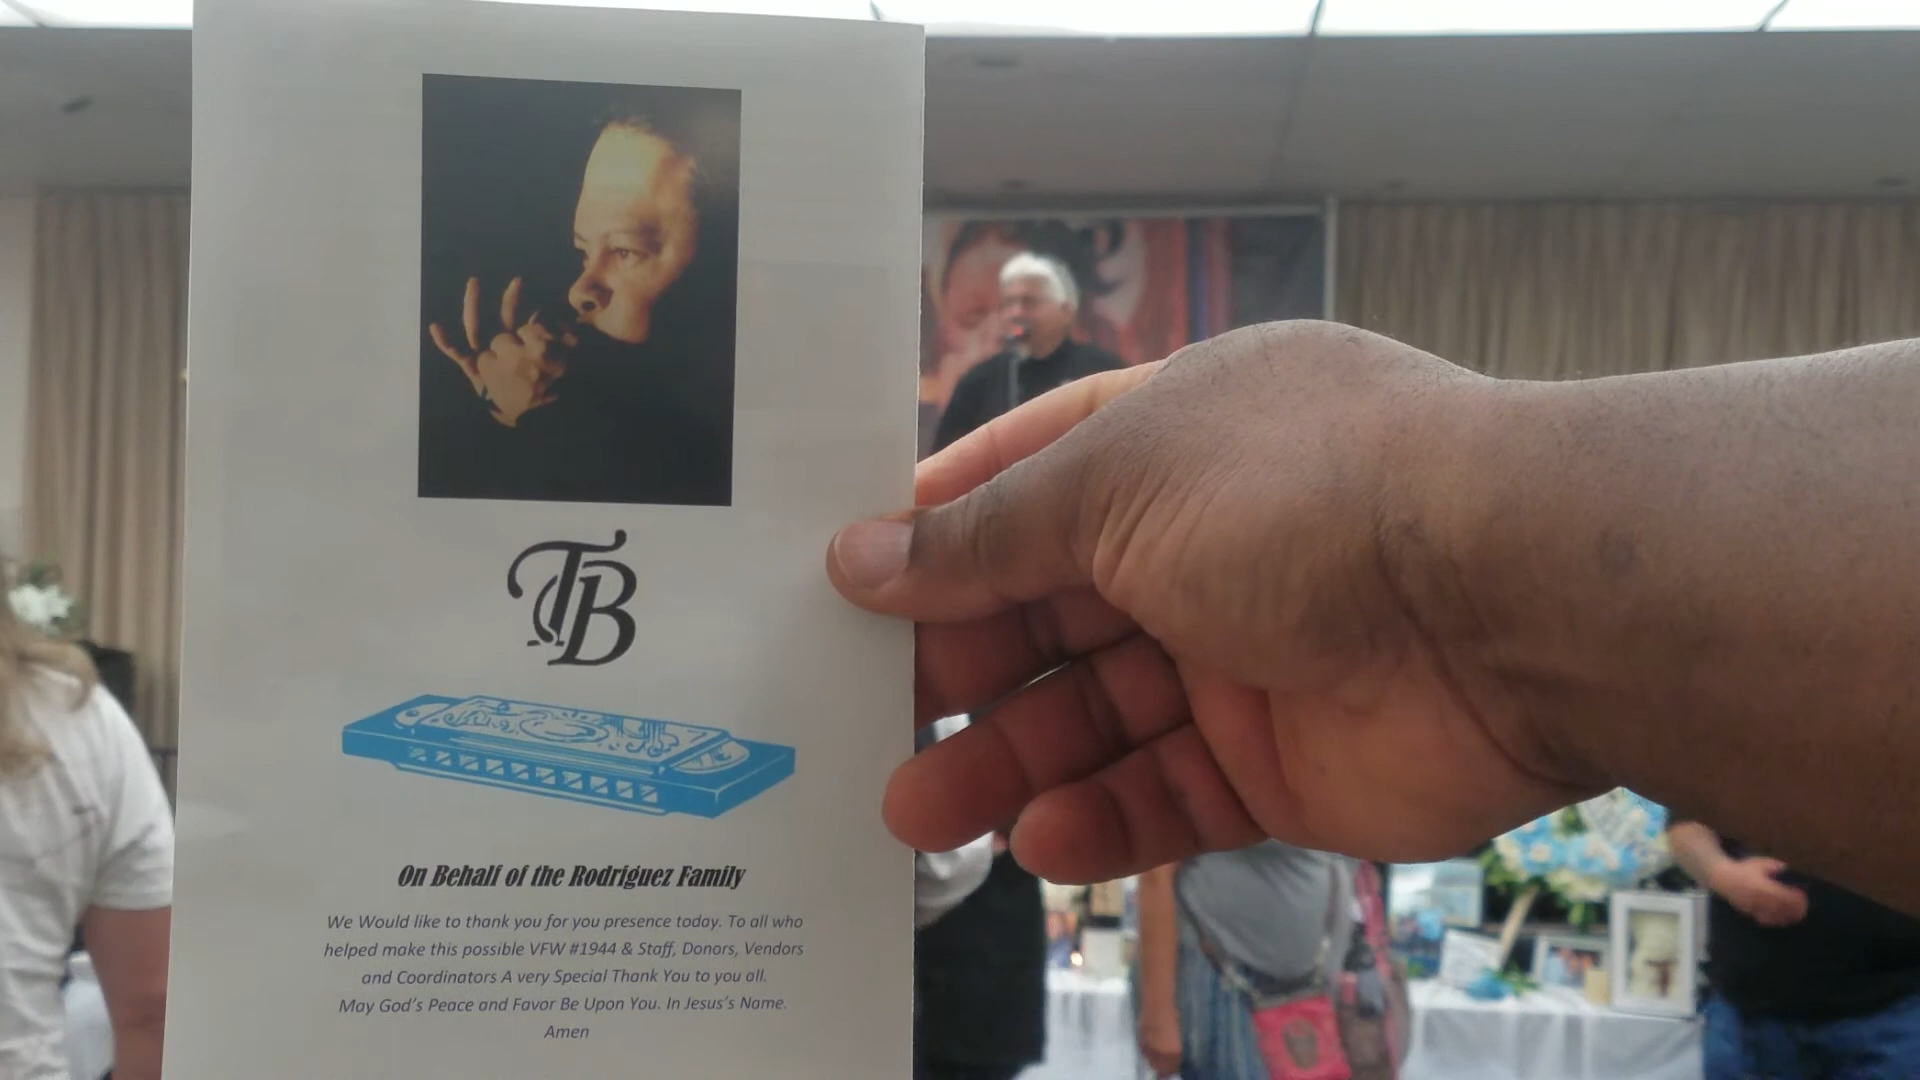 TB
On Behalf of the Rodriguez Family
We Would like to thank you for you presence today. To all who
helped make this possible VFW #1944 & Staff, Donors, Vendors
and Coordinators A very Special Thank You to you all.
May God's Peace and Favor Be Upon You. In Jesus's Name.
Amen